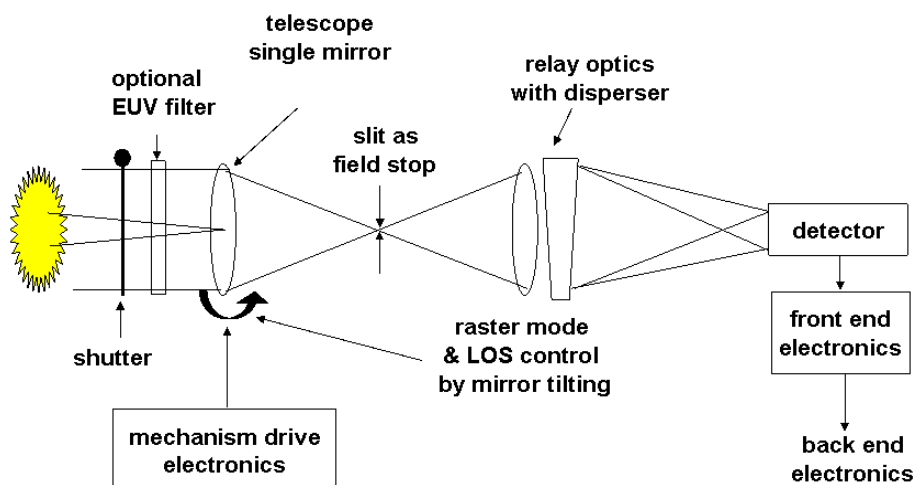 telescope
single mirror
optional
EUV filter
relay optics
with disperser
slit as
field stop
detector
shutter
raster mode
& LOS control
by mirror tilting
front end
electronics
mechanism drive
electronics
back end
electronics